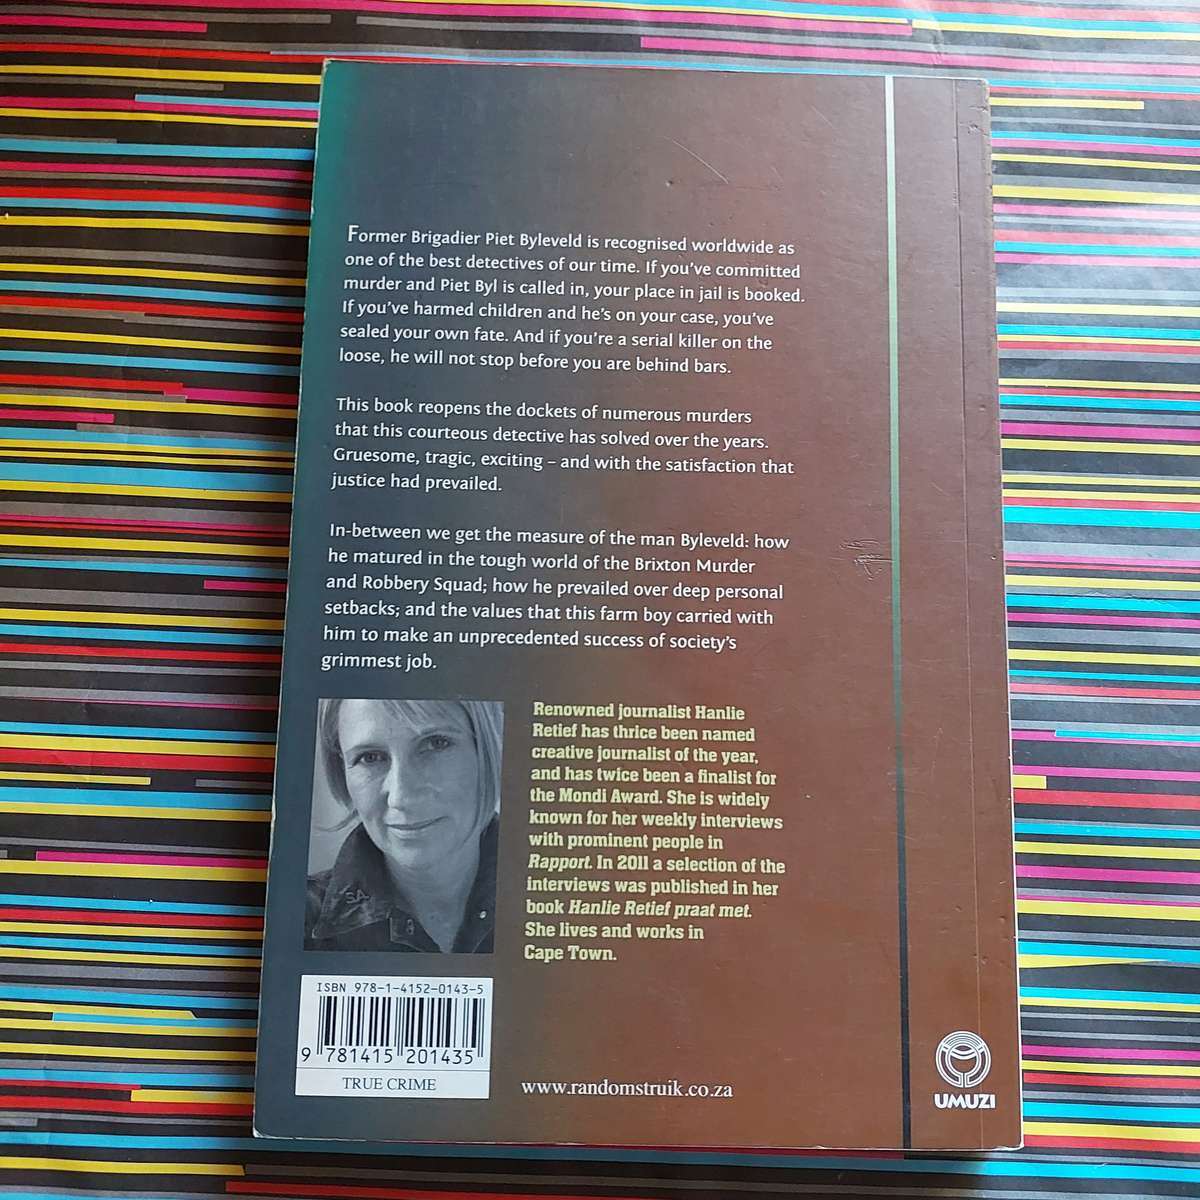 Former Brigadier Piet Byleveld is recognised worldwide as
one of the best detectives of our time. If you've committed
murder and Piet Byl is called in, your place in jail is booked.
If you've harmed children and he's on your case, you've
sealed your own fate. And if you're a serial killer on the
loose, he will not stop before you are behind bars.
This book reopens the dockets of numerous murders
that this courteous detective has solved over the years.
Gruesome, tragic, exciting – and with the satisfaction that
justice had prevailed.
In-between we get the measure of the man Byleveld: how
he matured in the tough world of the Brixton Murder
and Robbery Squad; how he prevailed over deep personal
setbacks; and the values that this farm boy carried with
him to make an unprecedented success of society's
grimmest job.
Renowned journalist Hanlie
Retief has thrice been named
creative journalist of the year,
and has twice been a finalist for
the Mondi Award. She is widely
known for her weekly interviews
with prominent people in
Rapport. In 2011 a selection of the
interviews was published in her
book Hanlie Retief praat met.
She lives and works in
Cape Town.
SA
ISBN 978-1-4152-0143-5
9 781415 201435
TRUE CRIME
www.randomstruik.co.za
UMUZI